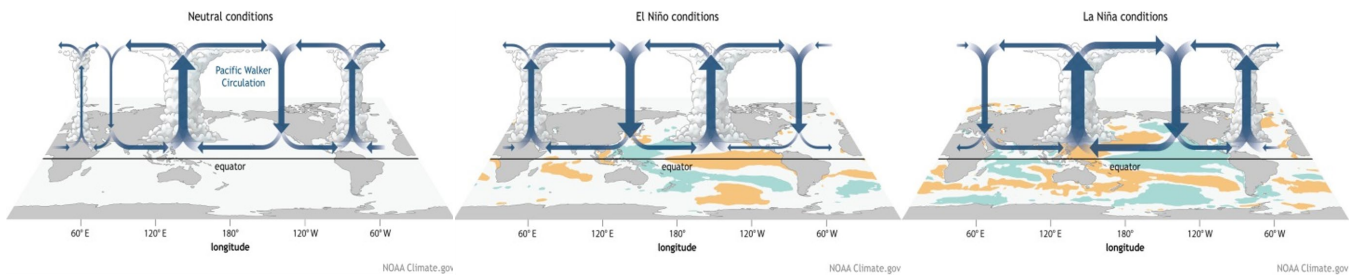 Neutral conditions
Pacific Walker
Circulation
equator
60°E 120°E 180° 120°W 60°W
longitude
NOAA Climate.gov
El Niño conditions
equator
60°E 120°E 180° 120°W 60°W
longitude
NOAA Climate.gov
La Niña conditions
equator
60°E 120°E 180° 120°W 60°W
longitude
NOAA Climate.gov